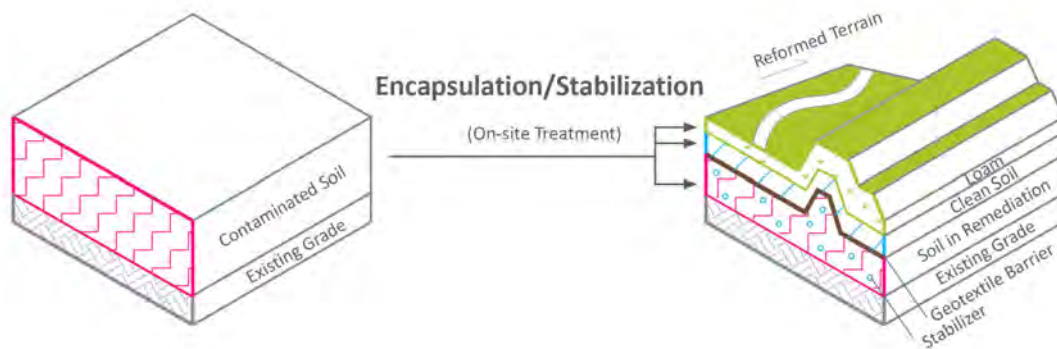 Encapsulation/Stabilization
(On-site Treatment)
Contaminated Soil
Existing Grade
Reformed Terrain
Loam
Clean Soil
Soil in Remediation
Existing Grade
Geotextile Barrier
Stabilizer